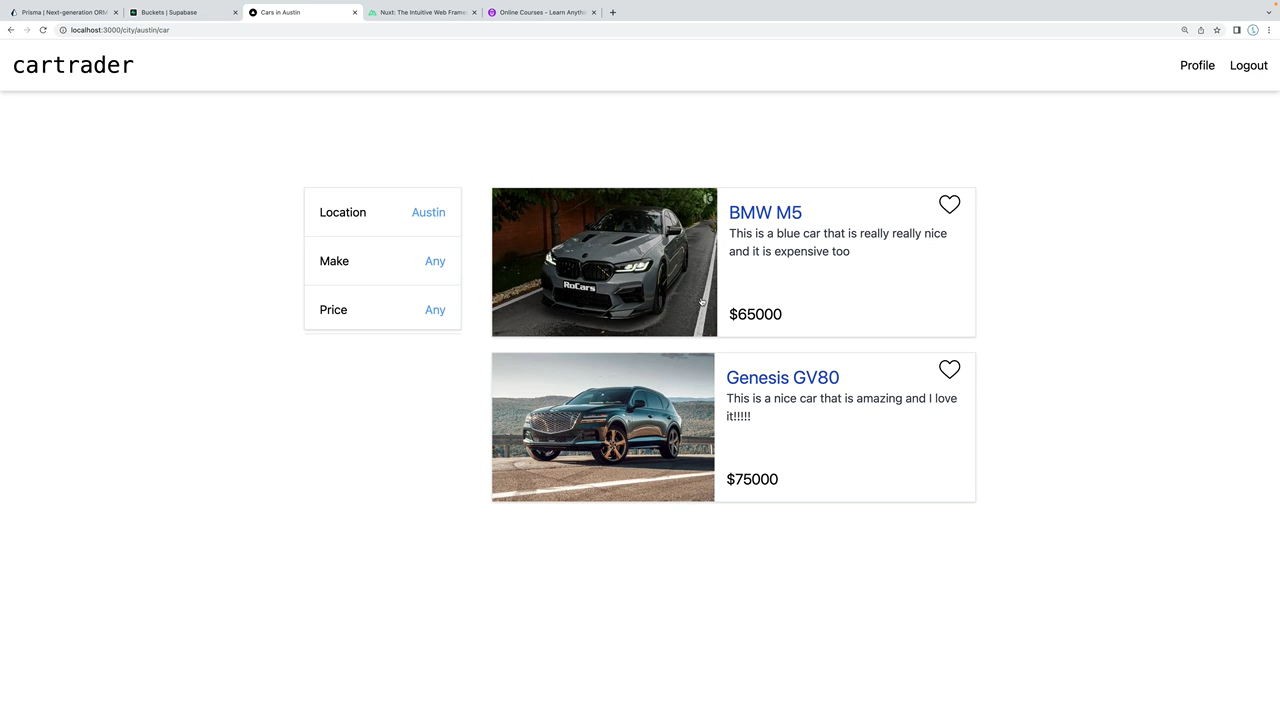 Prisma | Next-generation ORM
Buckets | Supabase
Cars in Austin
Nuxt: The Intuitive Web Frame
Online Courses - Learn Anythi
localhost:3000/city/austin/car
L
cartrader
Profile
Logout
Location
Austin
Make
Any
Price
Any
RoCars
BMW M5
This is a blue car that is really really nice
and it is expensive too
$65000
Genesis GV80
This is a nice car that is amazing and I love
it!!!!!
$75000